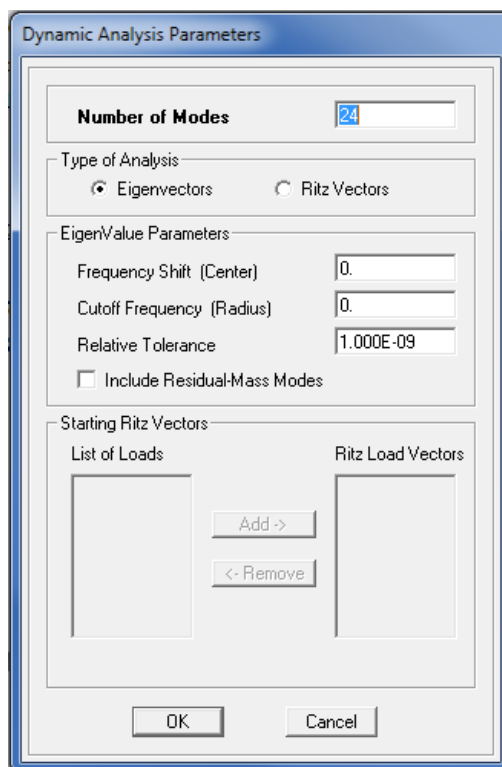 Dynamic Analysis Parameters
Number of Modes 24
Type of Analysis
Eigenvectors Ritz Vectors
EigenValue Parameters
Frequency Shift (Center) 0.
Cutoff Frequency (Radius) 0.
Relative Tolerance 1.000E-09
Include Residual-Mass Modes
Starting Ritz Vectors
List of Loads Ritz Load Vectors
Add ->
<- Remove
OK Cancel